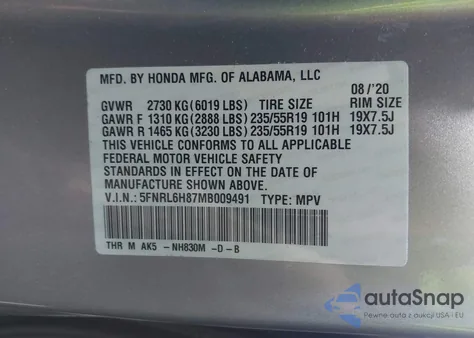 MFD. BY HONDA MFG. OF ALABAMA, LLC
08/'20
GVWR 2730 KG(6019 LBS) TIRE SIZE RIM SIZE
GAWR F 1310 KG(2888 LBS) 235/55R19 101H 19X7.5J
GAWR R 1465 KG(3230 LBS) 235/55R19 101H 19X7.5J
THIS VEHICLE CONFORMS TO ALL APPLICABLE
FEDERAL MOTOR VEHICLE SAFETY
STANDARDS IN EFFECT ON THE DATE OF
MANUFACTURE SHOWN ABOVE.
V.I.N.: 5FNRL6H87MB009491 TYPE: MPV
THR M AK5 -NH830M -D-B
autoSnap
Pewne auta z aukcji USA i EU